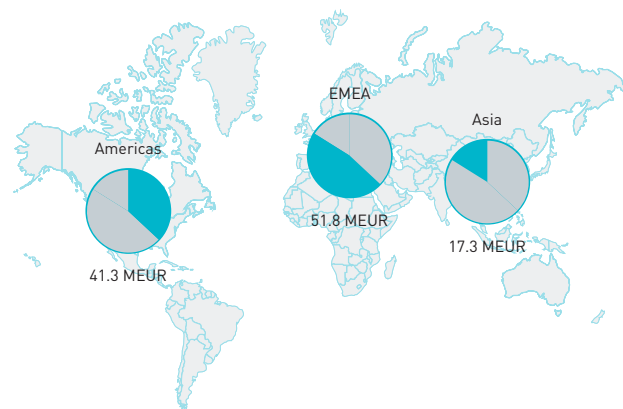 EMEA
Asia
Americas
51.8 MEUR
17.3 MEUR
41.3 MEUR